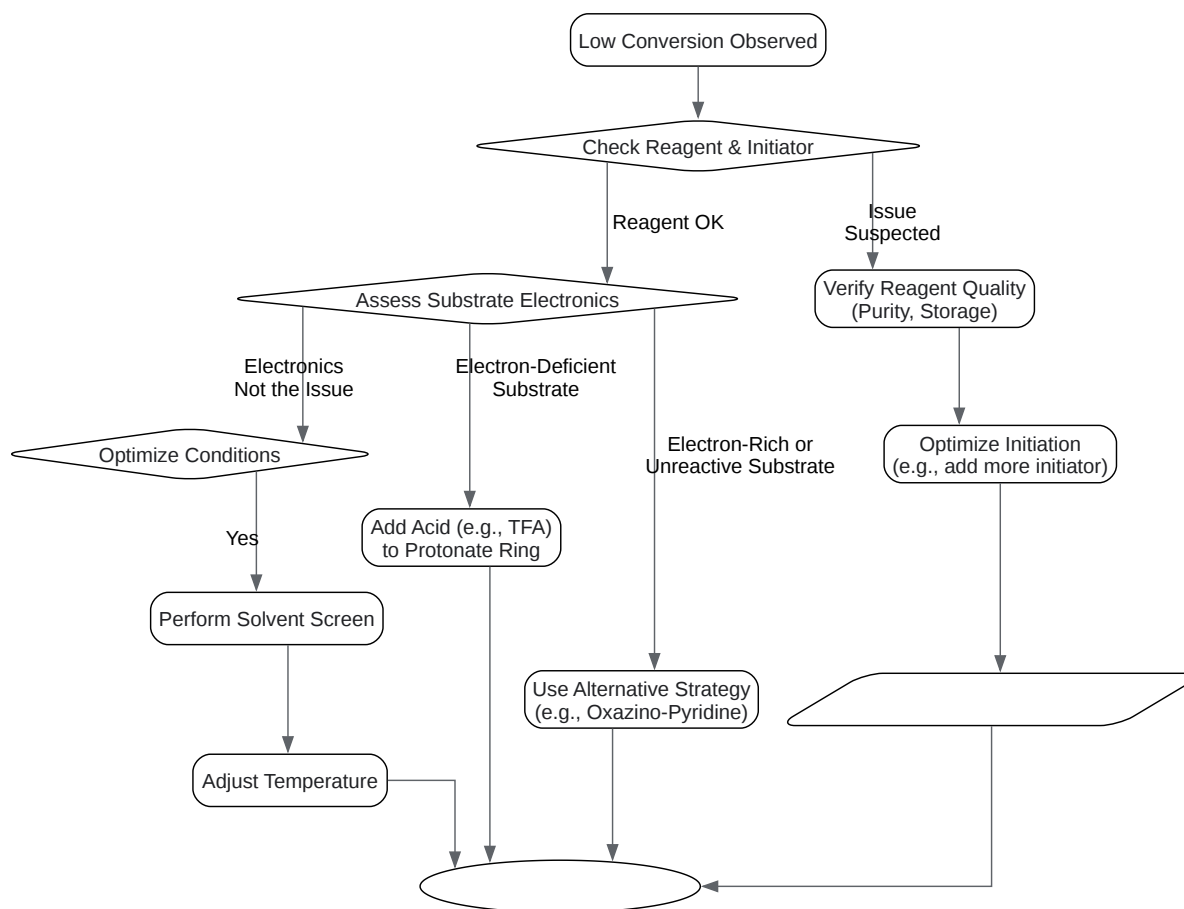 Low Conversion Observed
Check Reagent & Initiator
Reagent OK
Issue
Suspected
Assess Substrate Electronics
Verify Reagent Quality
(Purity, Storage)
Electronics
Not the Issue
Electron-Deficient
Substrate
Electron-Rich or
Unreactive Substrate
Optimize Conditions
Optimize Initiation
(e.g., add more initiator)
Yes
Add Acid (e.g., TFA)
to Protonate Ring
Perform Solvent Screen
Use Alternative Strategy
(e.g., Oxazino-Pyridine)
Adjust Temperature